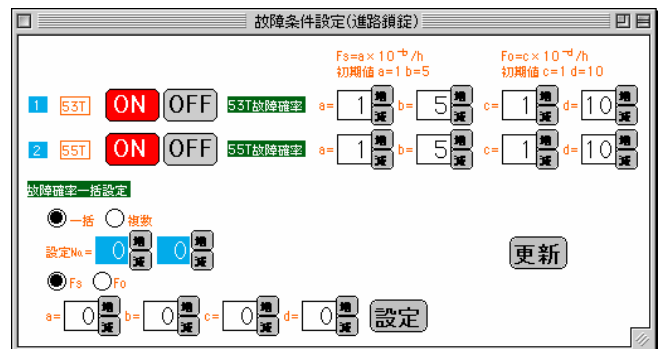 故障条件設定(進路鎖錠)
Fs=a×10⁻ᵇ/h Fo=c×10⁻ᵈ/h
初期値 a=1 b=5 初期値 c=1 d=10
1 53T ON OFF 53T故障確率 a= 1 増 減 b= 5 増 減 c= 1 増 減 d= 10 増 減
2 55T ON OFF 55T故障確率 a= 1 増 減 b= 5 増 減 c= 1 増 減 d= 10 増 減
故障確率一括設定
一括 複数
設定No.= 0 増 減 0 増 減 更新
Fs Fo
a= 0 増 減 b= 0 増 減 c= 0 増 減 d= 0 増 減 設定